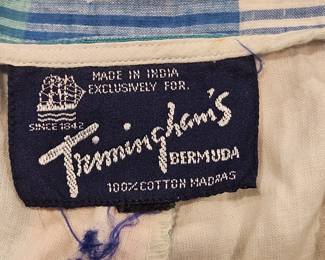 MADE IN INDIA
EXCLUSIVELY FOR.
SINCE 1842
Trimingham's
BERMUDA
100% COTTON MADRAS